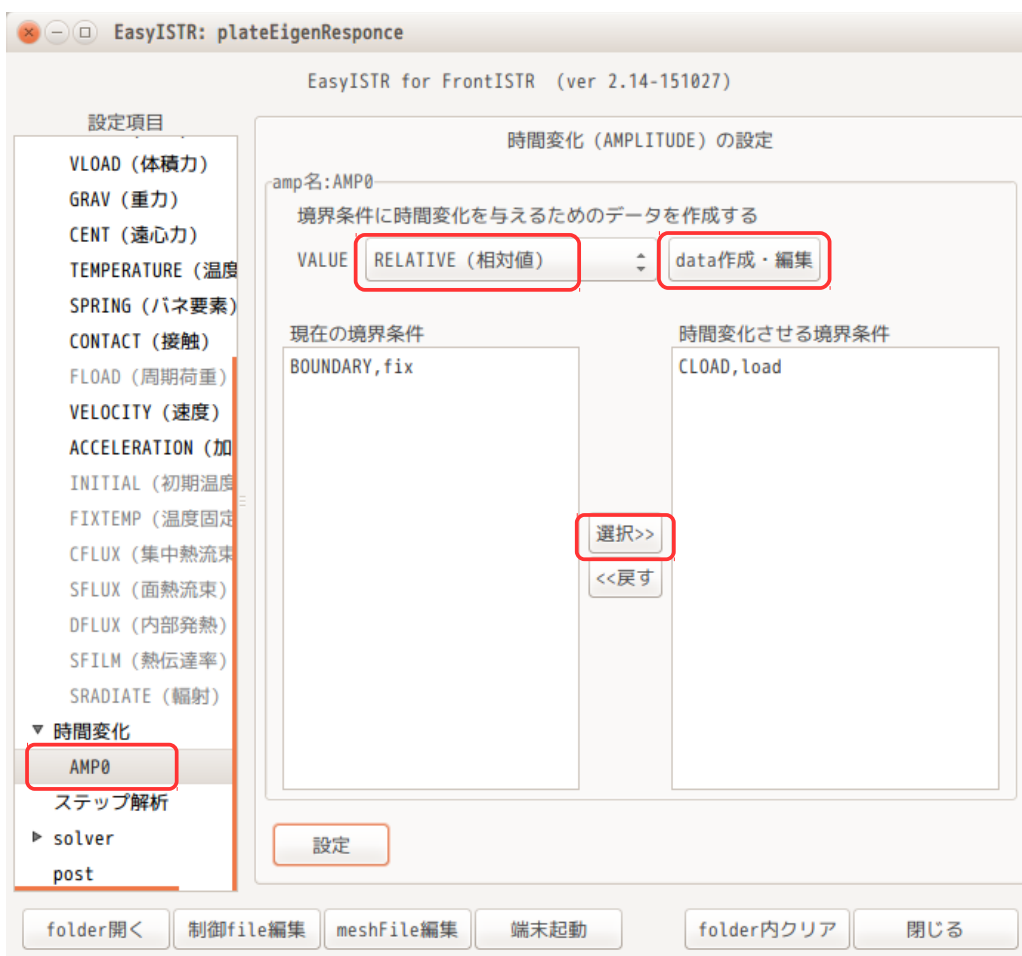 EasyISTR: plateEigenResponce
EasyISTR for FrontISTR (ver 2.14-151027)
設定項目
VLOAD (体積力)
GRAV (重力)
CENT (遠心力)
TEMPERATURE (温度
SPRING (バネ要素)
CONTACT (接触)
FLOAD (周期荷重)
VELOCITY (速度)
ACCELERATION (加
INITIAL (初期温度
FIXTEMP (温度固定
CFLUX (集中熱流束
SFLUX (面熱流束)
DFLUX (内部発熱)
SFILM (熱伝達率)
SRADIATE (輻射)
時間変化
AMP0
ステップ解析
solver
post
時間変化 (AMPLITUDE) の設定
amp名:AMP0
境界条件に時間変化を与えるためのデータを作成する
VALUE RELATIVE (相対値) data作成・編集
現在の境界条件
BOUNDARY,fix
選択>>
<<戻す
時間変化させる境界条件
CLOAD,load
設定
folder開く 制御file編集 meshFile編集 端末起動 folder内クリア 閉じる